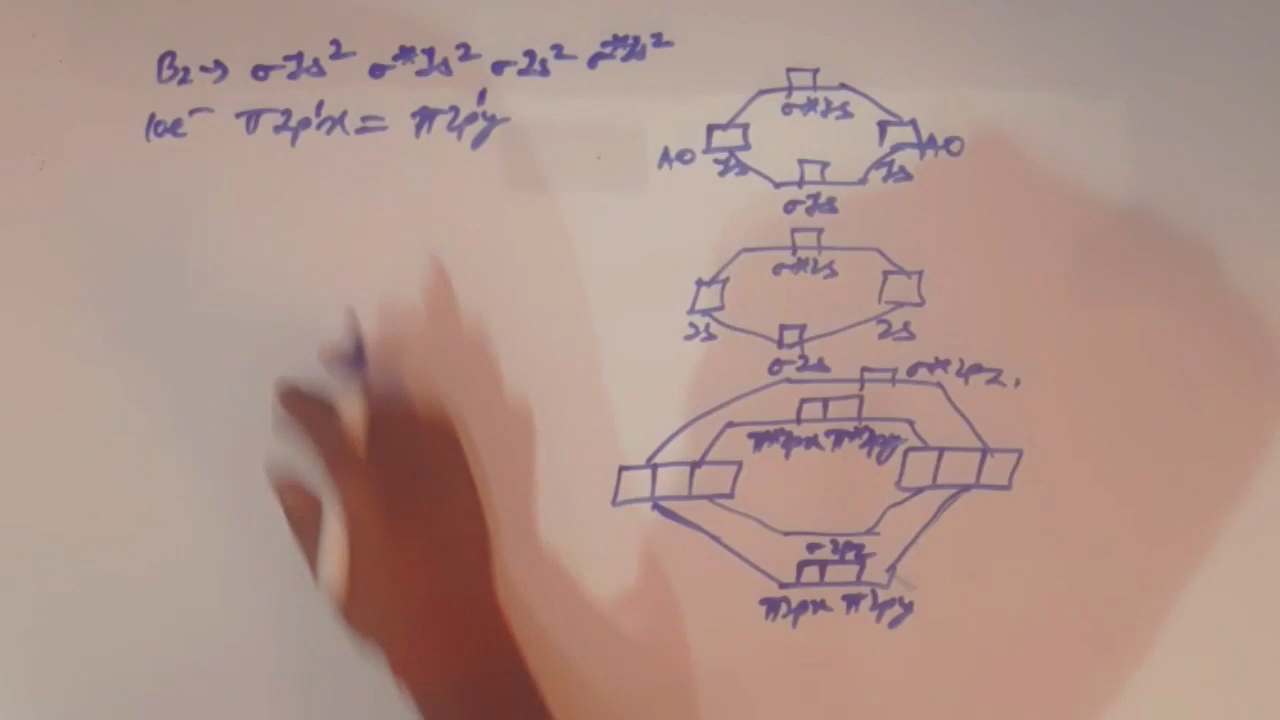 B2→ σ1s² σ*1s² σ2s² σ*2s²
10e⁻ π2p¹x = π2p¹y
σ*1s
AO 1s 1s AO
σ1s
σ*2s
2s 2s
σ2s
σ*2pz
π*2px π*2py
σ2pz
π2px π2py